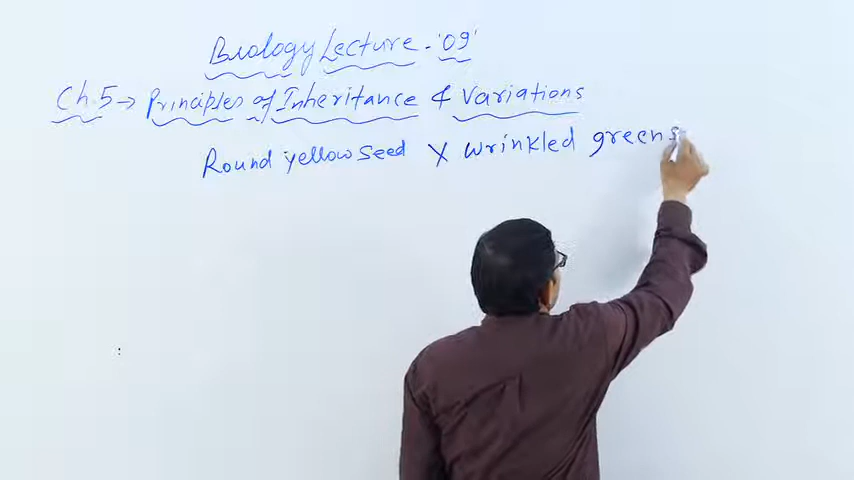 Biology Lecture - '09'
Ch. 5 → Principles of Inheritance & Variations
Round yellow seed X wrinkled green s